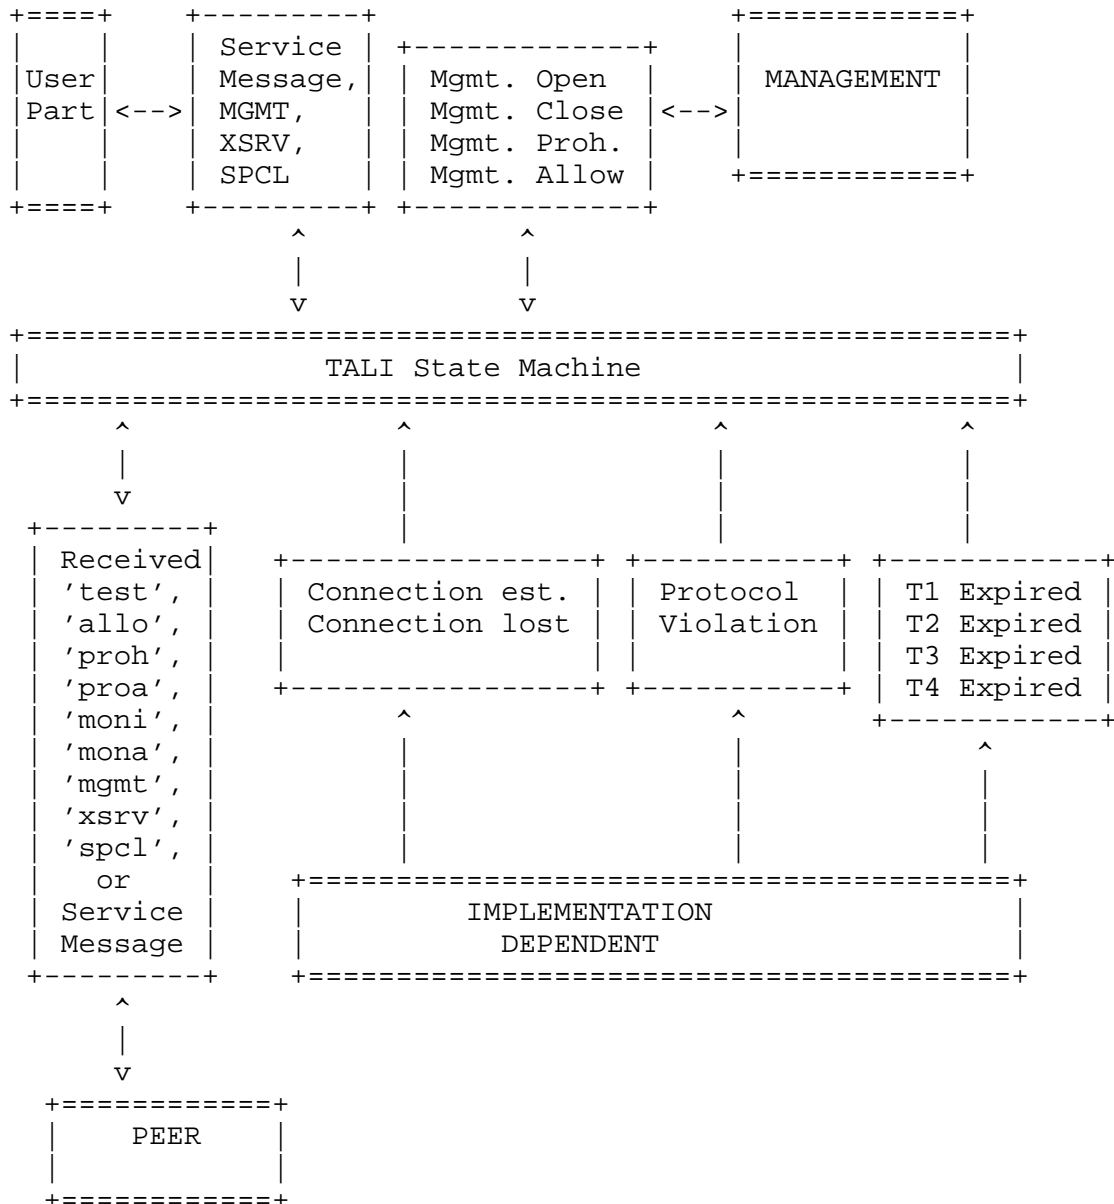 Service
User Message, Mgmt. Open MANAGEMENT
Part <--> MGMT, Mgmt. Close <-->
XSRV, Mgmt. Proh.
SPCL Mgmt. Allow
TALI State Machine
Received
'test', Connection est. Protocol T1 Expired
'allo', Connection lost Violation T2 Expired
'proh', T3 Expired
'proa', T4 Expired
'moni',
'mona',
'mgmt',
'xsrv',
'spcl',
or
Service IMPLEMENTATION
Message DEPENDENT
PEER